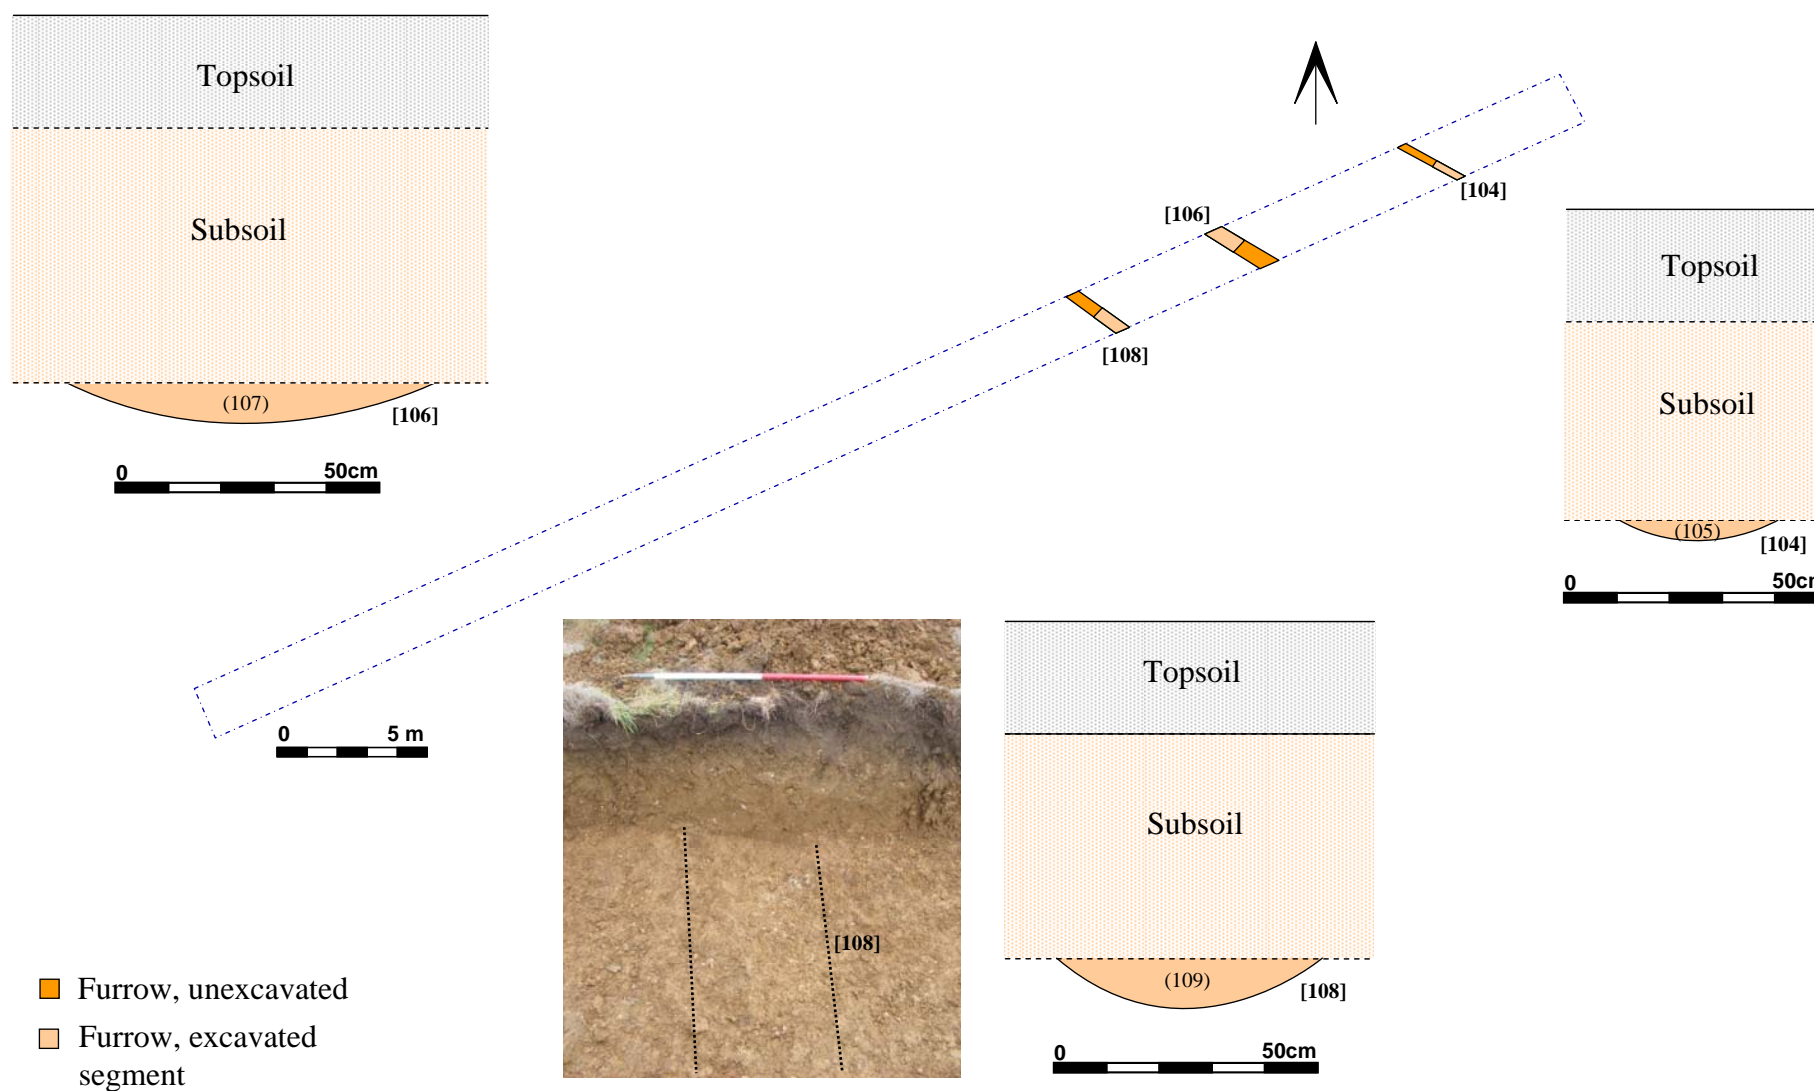 Topsoil
Subsoil
(107)
[106]
0 50cm
[106]
[104]
[108]
Topsoil
Subsoil
(105)
[104]
0 50cm
0 5 m
[108]
Topsoil
Subsoil
(109)
[108]
0 50cm
Furrow, unexcavated
Furrow, excavated
segment